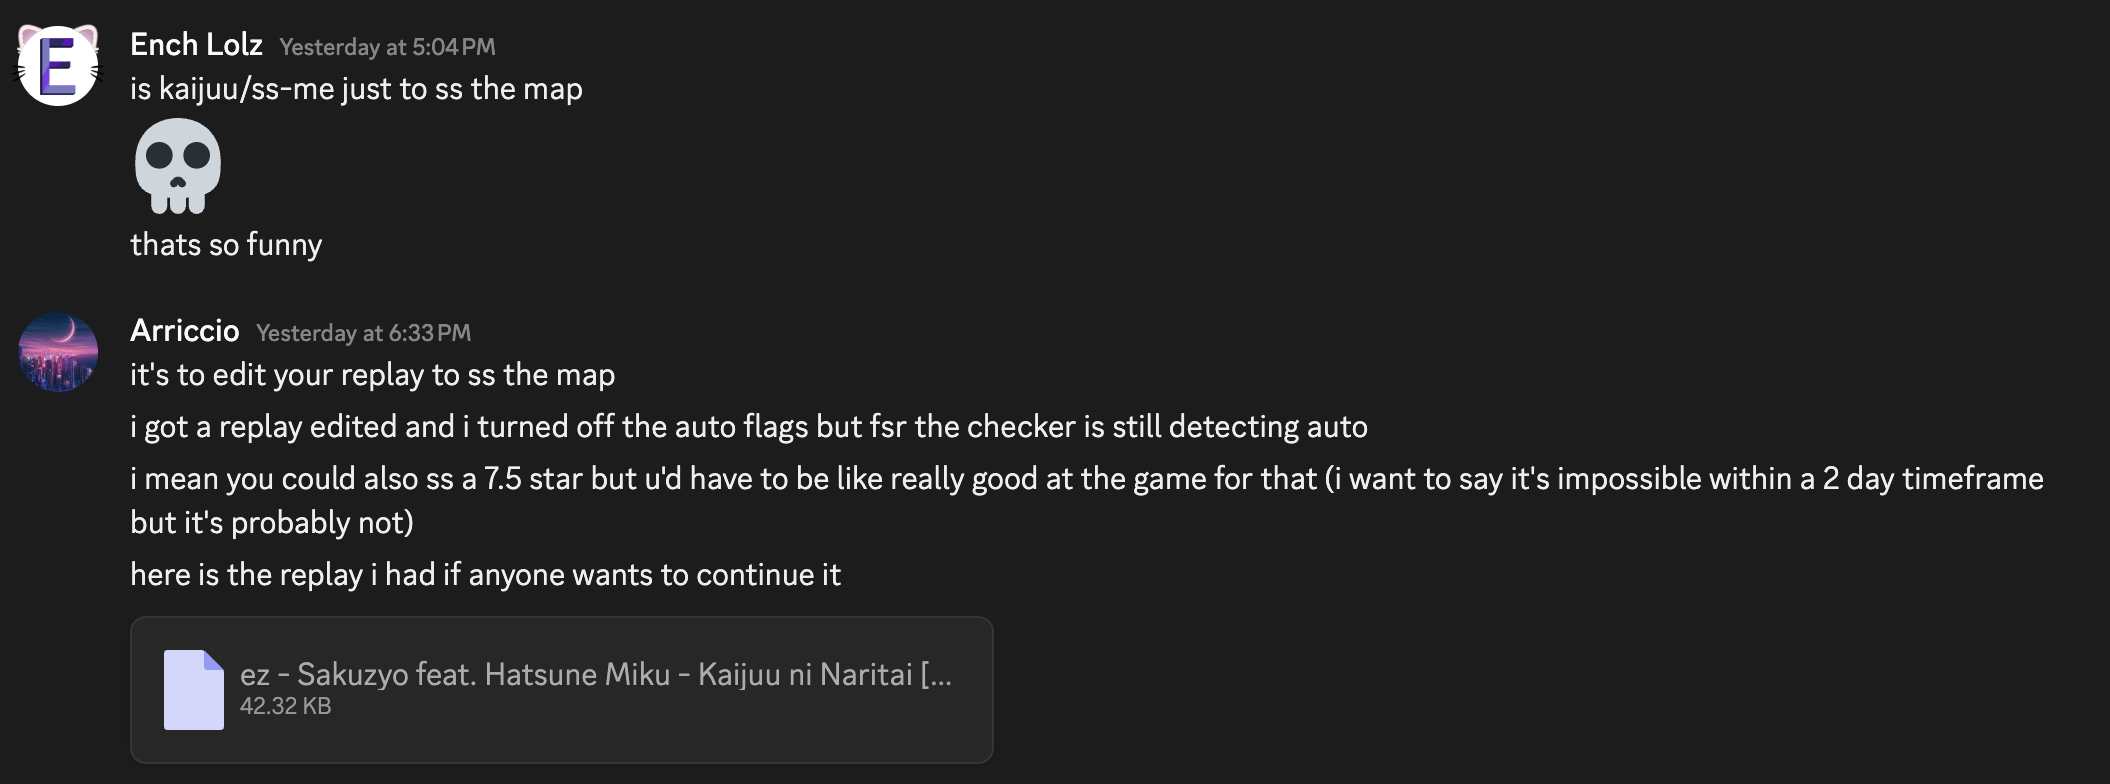 E
Ench Lolz Yesterday at 5:04 PM
is kaijuu/ss-me just to ss the map
thats so funny
Arriccio Yesterday at 6:33 PM
it's to edit your replay to ss the map
i got a replay edited and i turned off the auto flags but fsr the checker is still detecting auto
i mean you could also ss a 7.5 star but u'd have to be like really good at the game for that (i want to say it's impossible within a 2 day timeframe
but it's probably not)
here is the replay i had if anyone wants to continue it
ez - Sakuzyo feat. Hatsune Miku - Kaijuu ni Naritai [...
42.32 KB